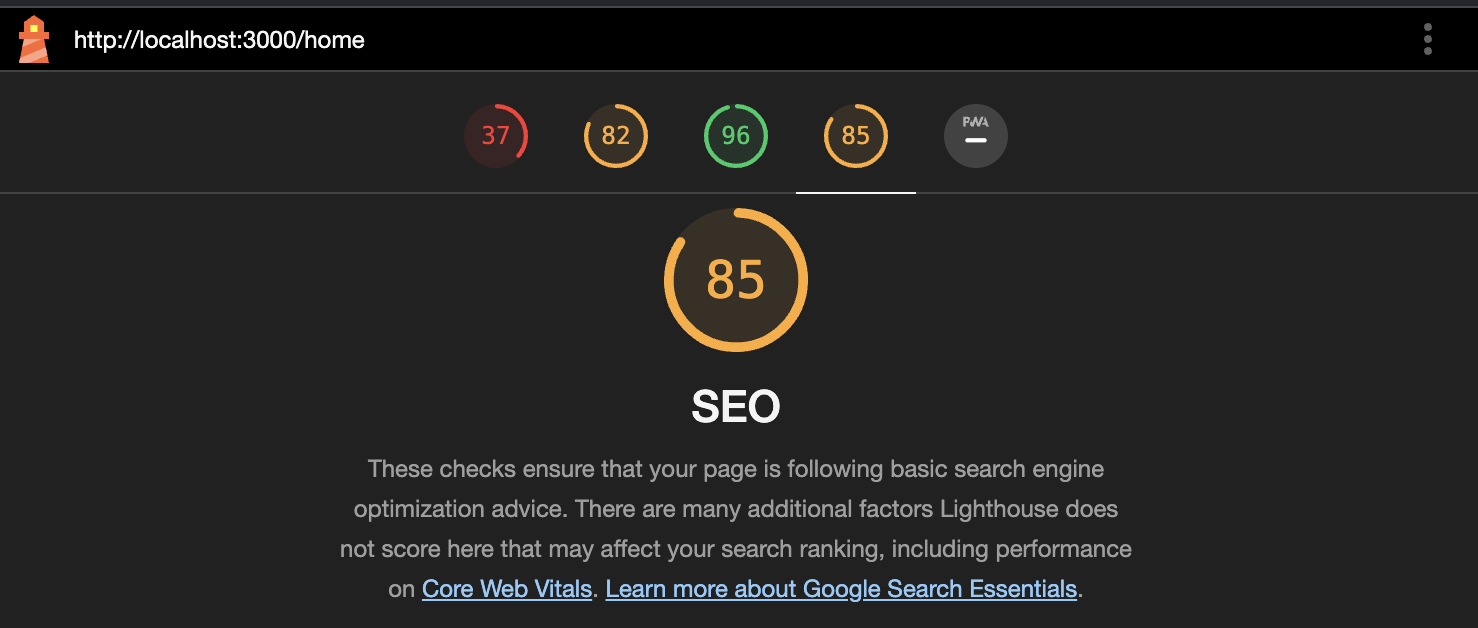 http://localhost:3000/home
37
82
96
85
PWA
85
SEO
These checks ensure that your page is following basic search engine
optimization advice. There are many additional factors Lighthouse does
not score here that may affect your search ranking, including performance
on Core Web Vitals. Learn more about Google Search Essentials.